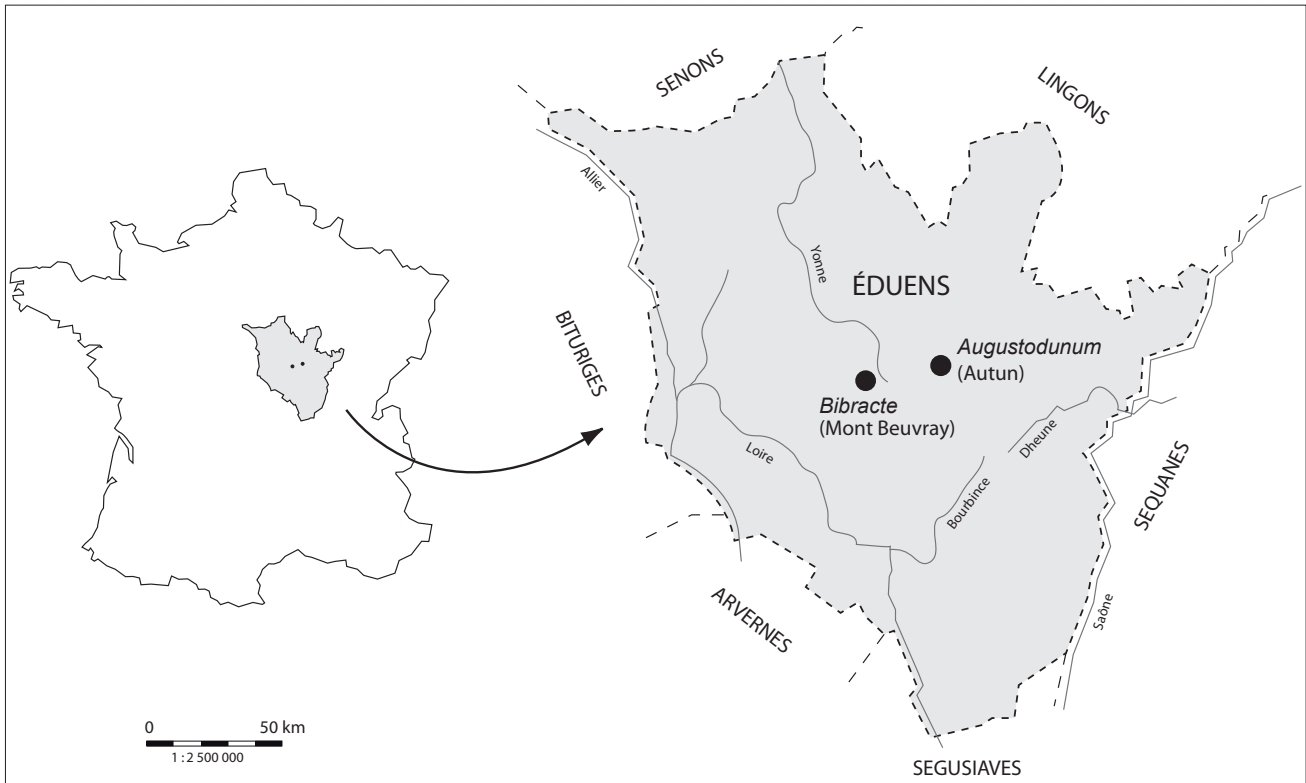 SENONS
LINGONS
Allier
Yonne
ÉDUENS
BITURIGES
Augustodunum
(Autun)
Bibracte
(Mont Beuvray)
Dheune
Loire
Bourbince
SEQUANES
ARVERNES
Saône
0 50 km
1 : 2 500 000
SEGUSIAVES